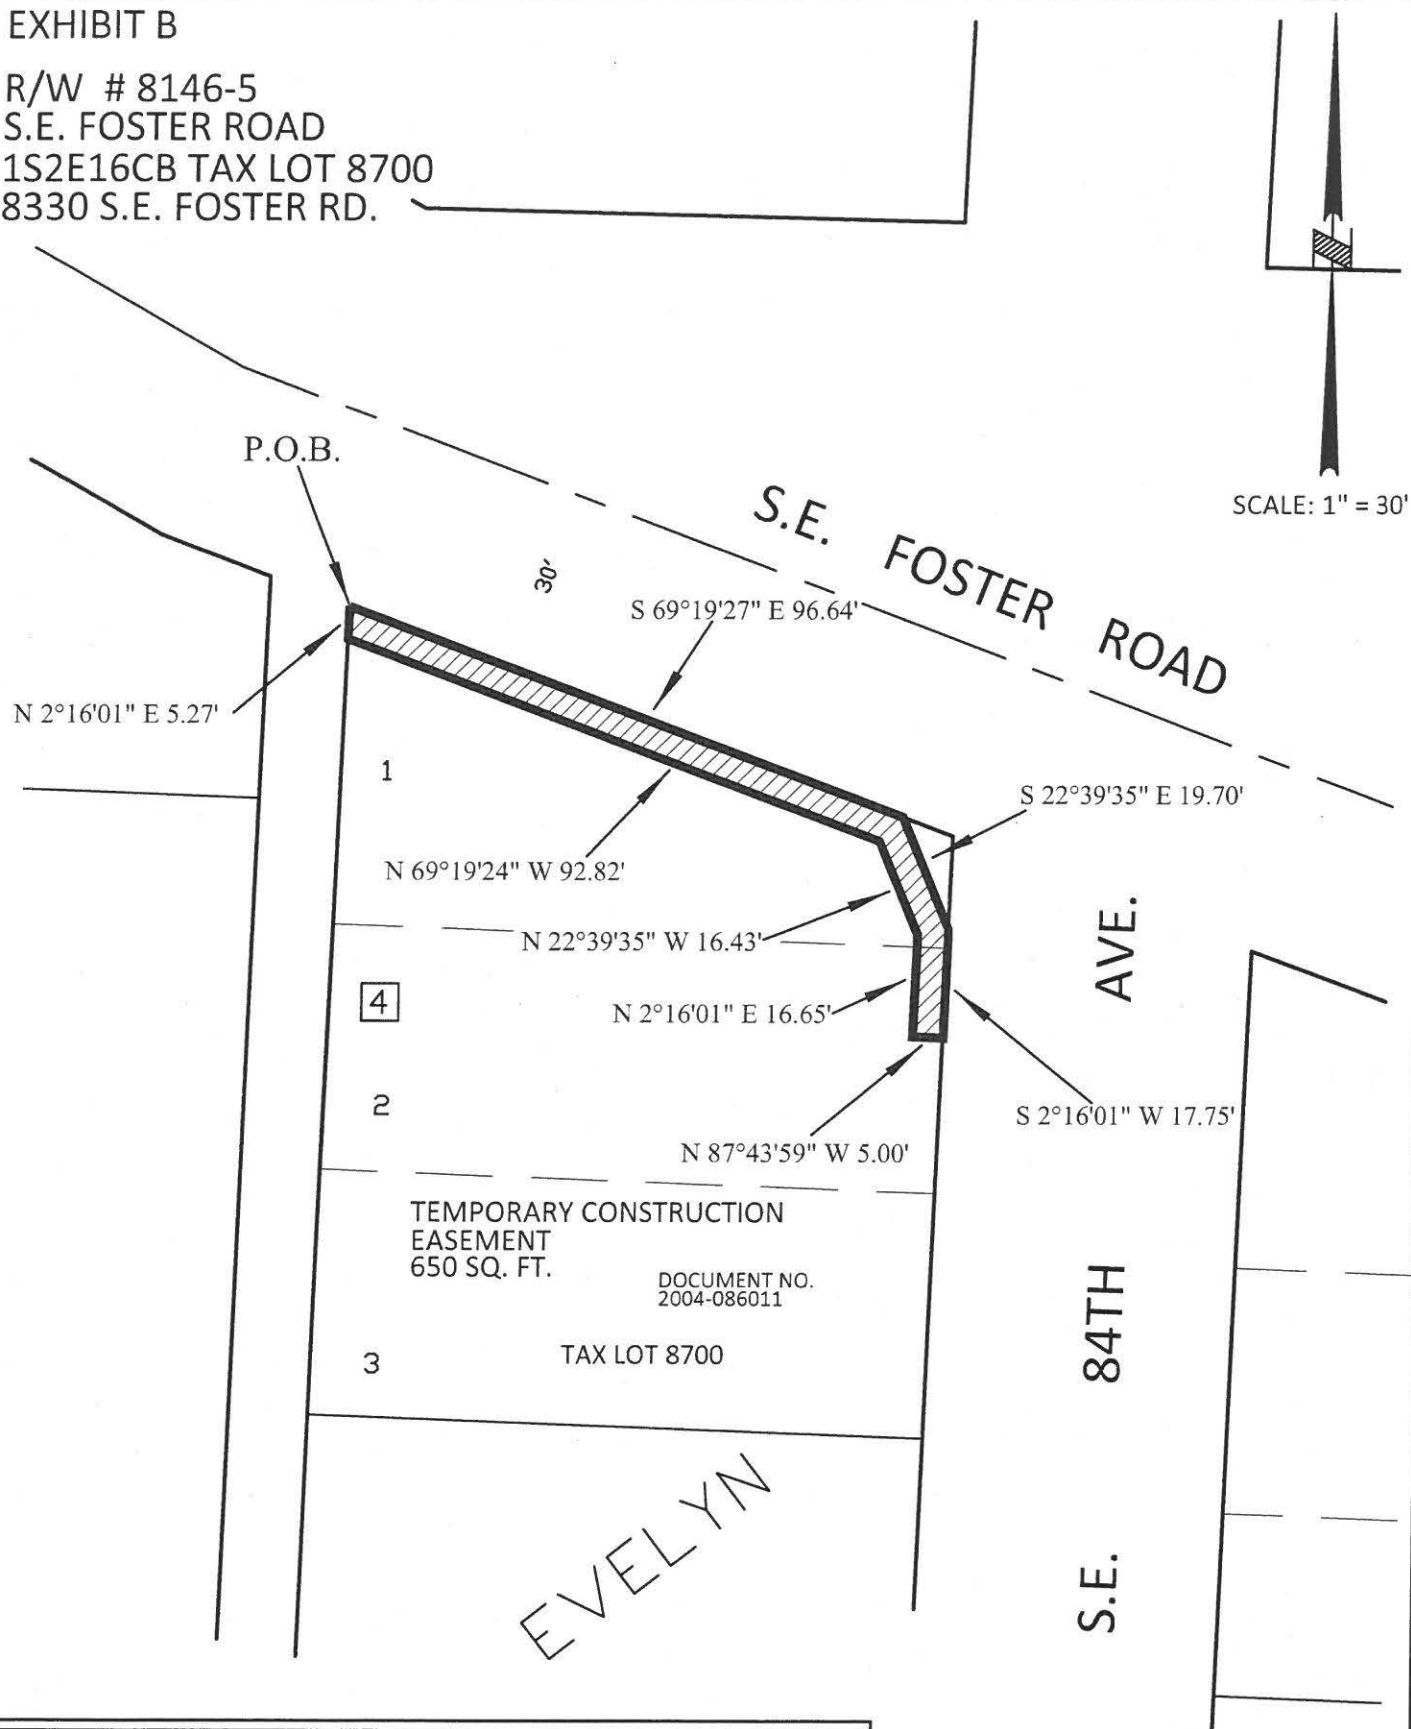 EXHIBIT B
R/W # 8146-5
S.E. FOSTER ROAD
1S2E16CB TAX LOT 8700
8330 S.E. FOSTER RD.
SCALE: 1" = 30'
P.O.B.
S.E. FOSTER ROAD
30'
S 69°19'27" E 96.64'
N 2°16'01" E 5.27'
1
S 22°39'35" E 19.70'
N 69°19'24" W 92.82'
N 22°39'35" W 16.43'
4
N 2°16'01" E 16.65'
2
S 2°16'01" W 17.75'
N 87°43'59" W 5.00'
TEMPORARY CONSTRUCTION
EASEMENT
650 SQ. FT.
DOCUMENT NO.
2004-086011
TAX LOT 8700
3
S.E. 84TH AVE.
EVELYN